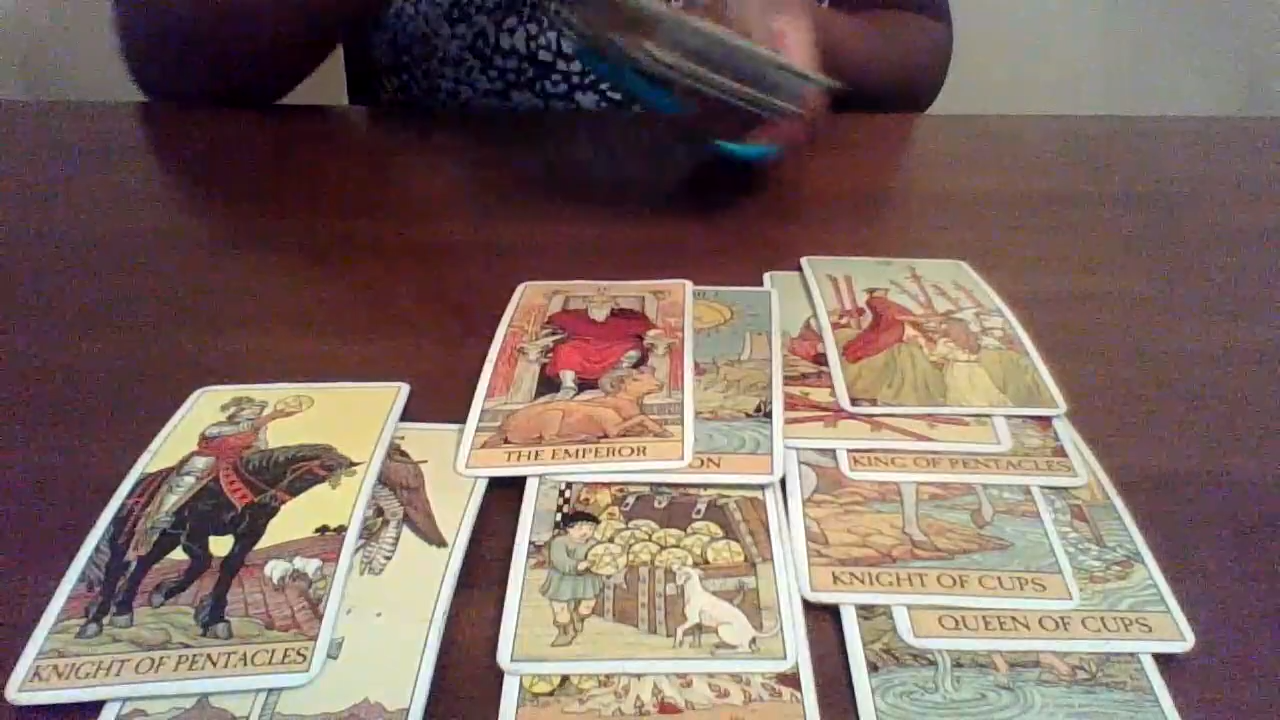 THE EMPEROR
ON
KING OF PENTACLES
KNIGHT OF CUPS
QUEEN OF CUPS
KNIGHT OF PENTACLES